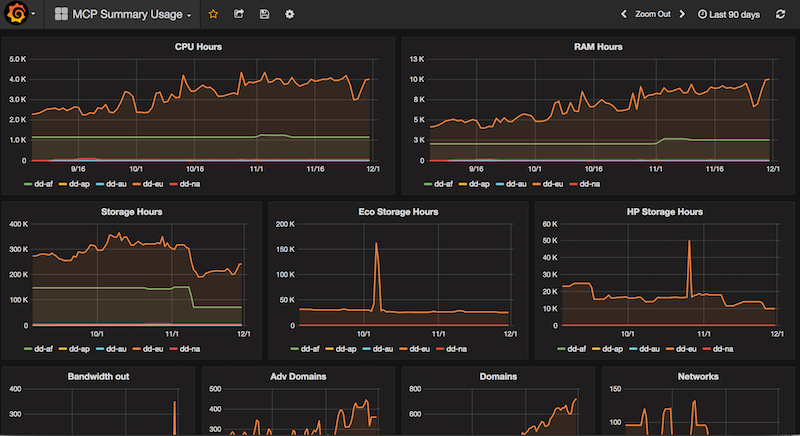 MCP Summary Usage
Zoom Out
Last 90 days
CPU Hours
5.0 K
4.0 K
3.0 K
2.0 K
1.0 K
0
9/16
10/1
10/16
11/1
11/16
12/1
dd-af dd-ap dd-au dd-eu dd-na
RAM Hours
13 K
10 K
8 K
5 K
3 K
0
9/16
10/1
10/16
11/1
11/16
12/1
dd-af dd-ap dd-au dd-eu dd-na
Storage Hours
400 K
300 K
200 K
100 K
0
10/1
11/1
12/1
dd-af dd-ap dd-au dd-eu dd-na
Eco Storage Hours
200 K
150 K
100 K
50 K
0
10/1
11/1
12/1
dd-af dd-ap dd-au dd-eu dd-na
HP Storage Hours
60 K
50 K
40 K
30 K
20 K
10 K
0
10/1
11/1
12/1
dd-af dd-ap dd-au dd-eu dd-na
Bandwidth out
400
300
Adv Domains
500
400
300
Domains
800
600
Networks
150
100